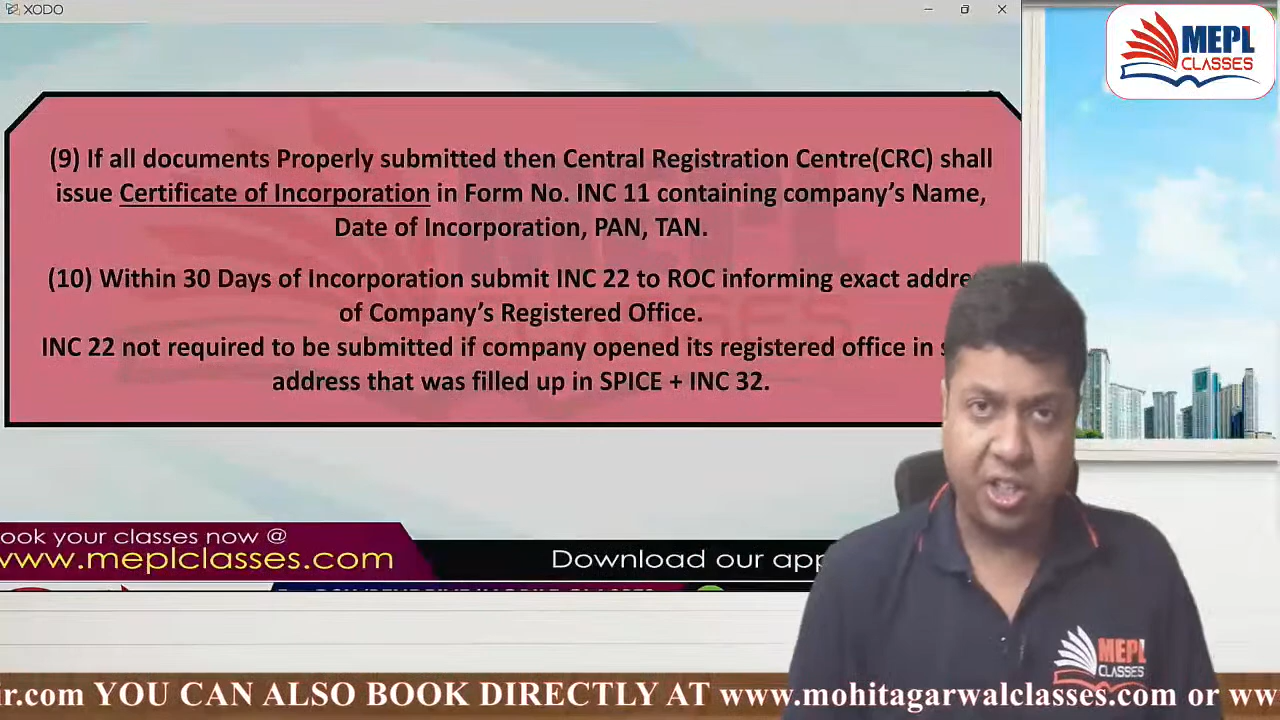 XODO
MEPL
CLASSES
(9) If all documents Properly submitted then Central Registration Centre(CRC) shall
issue Certificate of Incorporation in Form No. INC 11 containing company's Name,
Date of Incorporation, PAN, TAN.
(10) Within 30 Days of Incorporation submit INC 22 to ROC informing exact
of Company's Registered Office.
INC 22 not required to be submitted if company opened its registered office in
address that was filled up in SPICE + INC 32.
ook your classes now @
www.meplclasses.com
Download our app
MEPL
CLASSES
ir.com YOU CAN ALSO BOOK DIRECTLY AT www.mohitagarwalclasses.com or